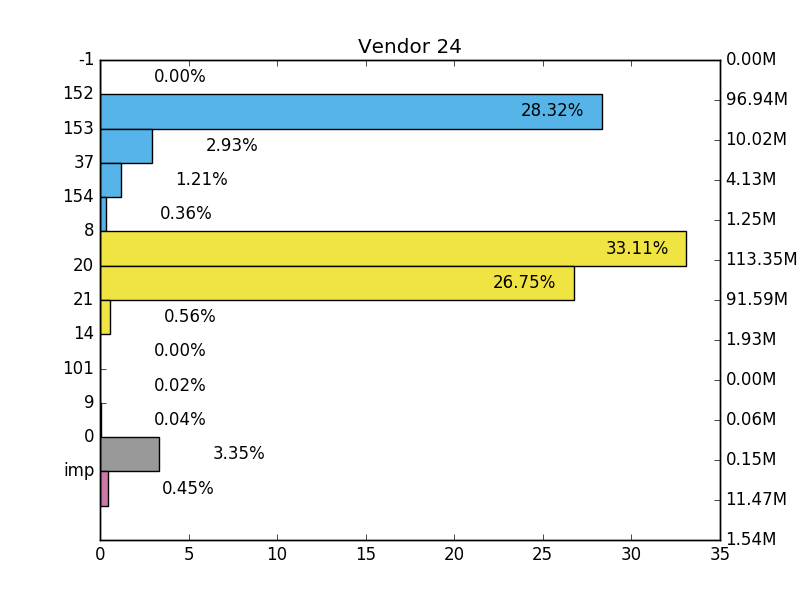 Vendor 24
-1 0.00M
0.00%
152 96.94M
28.32%
153 10.02M
2.93%
37 4.13M
1.21%
154 1.25M
0.36%
8 113.35M
33.11%
20 91.59M
26.75%
21 1.93M
0.56%
14 0.00M
0.00%
101 0.06M
0.02%
9 0.15M
0.04%
0 11.47M
3.35%
imp 1.54M
0.45%
0 5 10 15 20 25 30 35